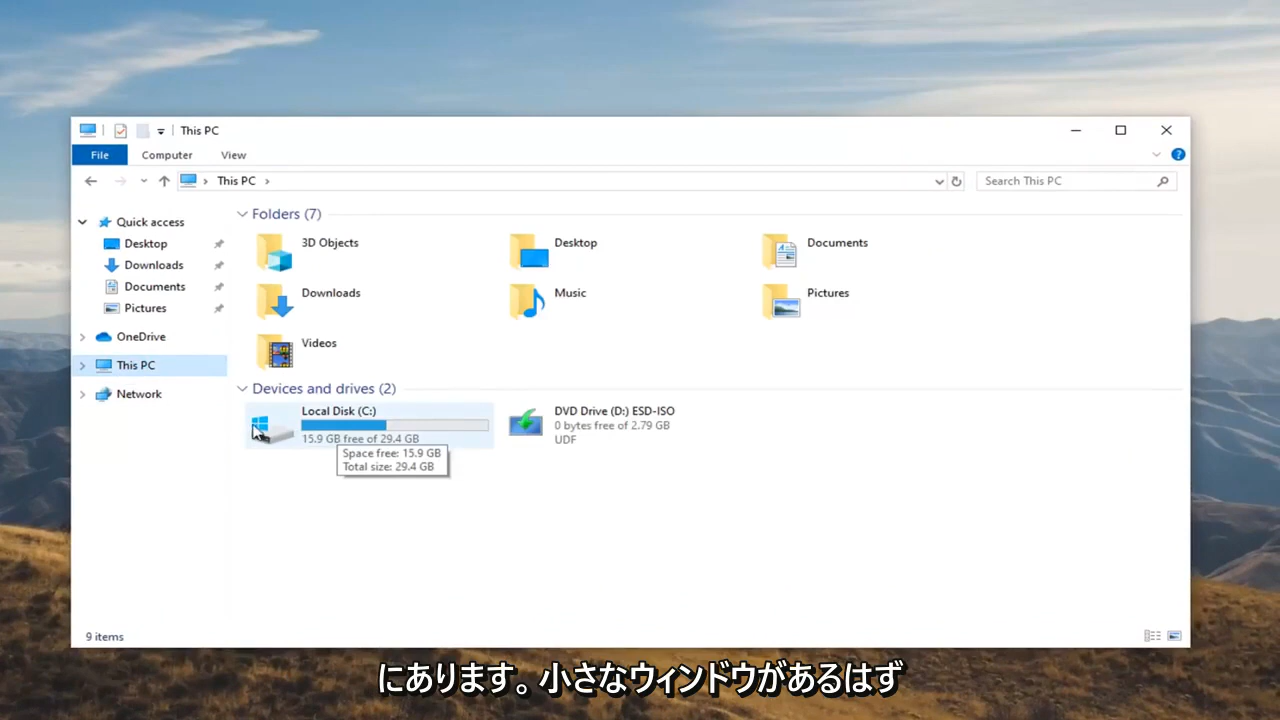 This PC
File Computer View
This PC
Search This PC
Quick access
Desktop
Downloads
Documents
Pictures
OneDrive
This PC
Network
Folders (7)
3D Objects
Desktop
Documents
Downloads
Music
Pictures
Videos
Devices and drives (2)
Local Disk (C:)
15.9 GB free of 29.4 GB
Space free: 15.9 GB
Total size: 29.4 GB
DVD Drive (D:) ESD-ISO
0 bytes free of 2.79 GB
UDF
9 items
にあります。小さなウィンドウがあるはず